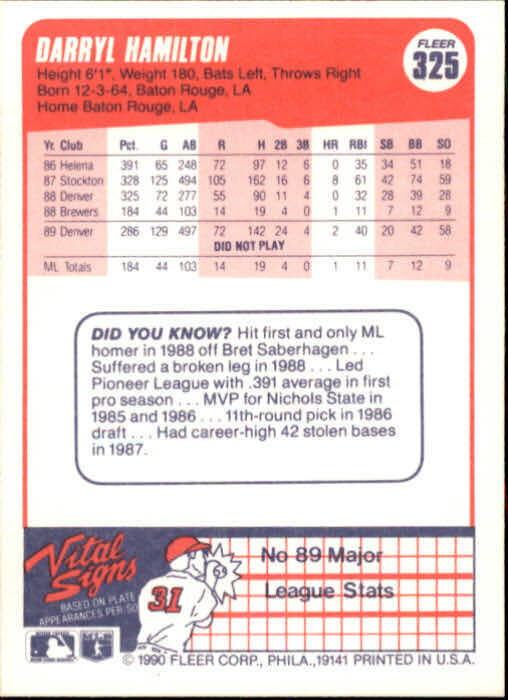 DARRYL HAMILTON
FLEER
325
Height 6'1", Weight 180, Bats Left, Throws Right
Born 12-3-64, Baton Rouge, LA
Home Baton Rouge, LA
Yr. Club Pct. G AB R H 2B 3B HR RBI SB BB SO
86 Helena 391 65 248 72 97 12 6 0 35 34 51 18
87 Stockton 328 125 494 105 162 16 6 8 61 42 74 59
88 Denver 325 72 277 55 90 11 4 0 32 28 39 28
88 Brewers 184 44 103 14 19 4 0 1 11 7 12 9
89 Denver 286 129 497 72 142 24 4 2 40 20 42 58
DID NOT PLAY
ML Totals 184 44 103 14 19 4 0 1 11 7 12 9
DID YOU KNOW? Hit first and only ML
homer in 1988 off Bret Saberhagen . . .
Suffered a broken leg in 1988 . . . Led
Pioneer League with .391 average in first
pro season . . . MVP for Nichols State in
1985 and 1986 . . . 11th-round pick in 1986
draft . . . Had career-high 42 stolen bases
in 1987.
Vital
Signs
BASED ON PLATE
APPEARANCES PER 50
31
No 89 Major
League Stats
© 1990 FLEER CORP., PHILA., 19141 PRINTED IN U.S.A.